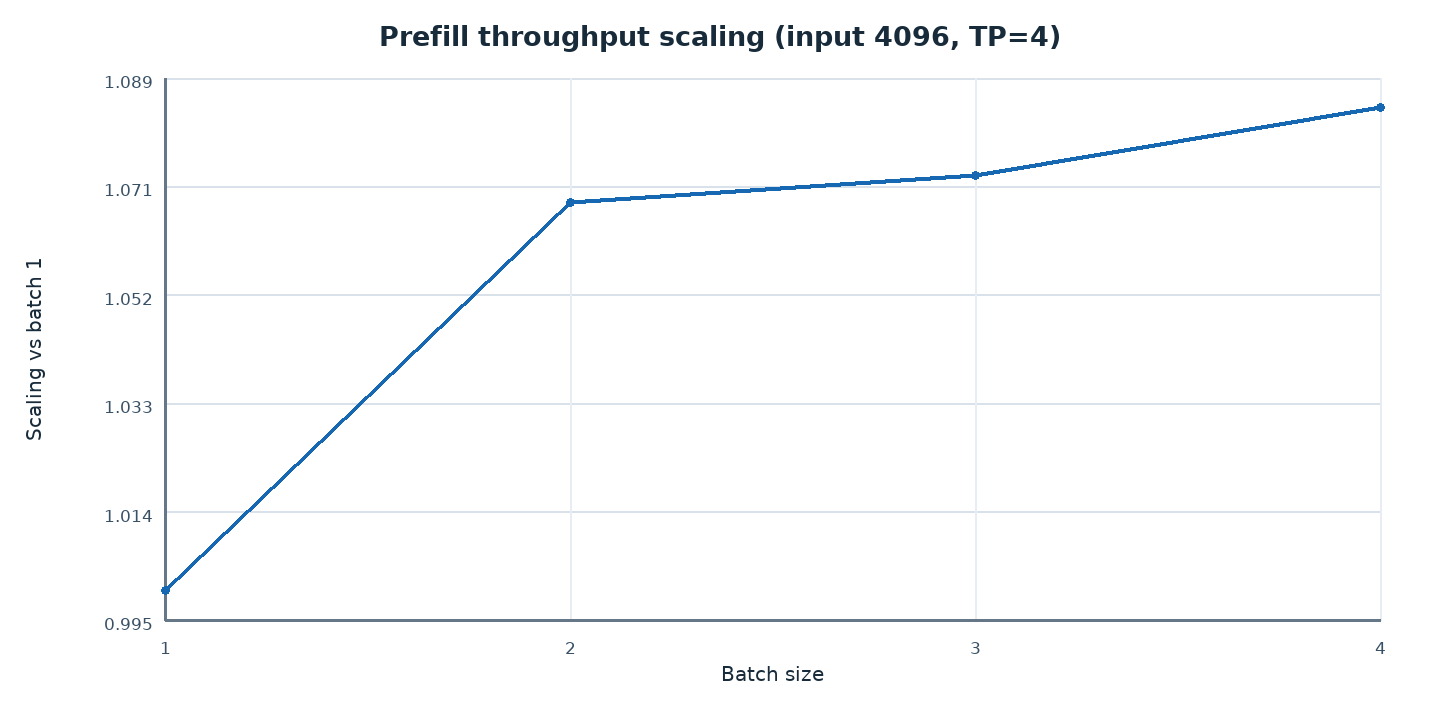 Prefill throughput scaling (input 4096, TP=4)
1.089
1.071
1.052
1.033
1.014
0.995
Scaling vs batch 1
1 2 3 4
Batch size